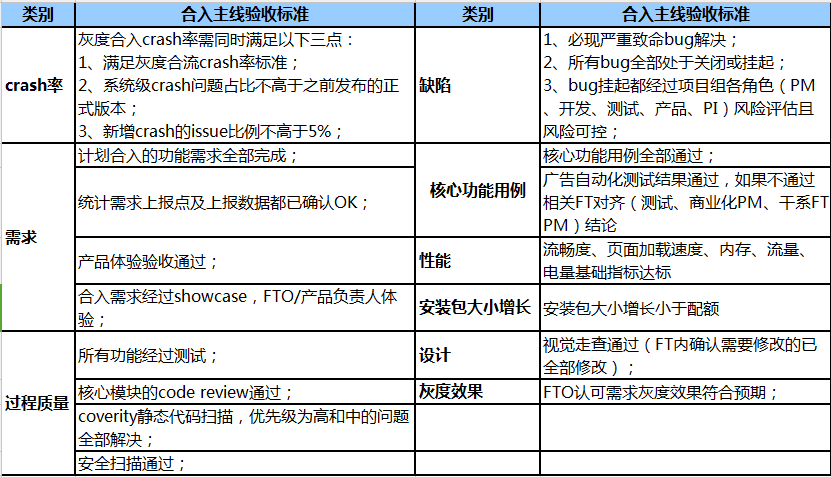 类别
合入主线验收标准
类别
合入主线验收标准
crash率
灰度合入crash率需同时满足以下三点：
1、满足灰度合流crash率标准；
2、系统级crash问题占比不高于之前发布的正
式版本；
3、新增crash的issue比例不高于5%；
缺陷
1、必现严重致命bug解决；
2、所有bug全部处于关闭或挂起；
3、bug挂起都经过项目组各角色（PM
、开发、测试、产品、PI）风险评估且
风险可控；
需求
计划合入的功能需求全部完成；
统计需求上报点及上报数据都已确认OK；
产品体验验收通过；
合入需求经过showcase，FTO/产品负责人体
验；
核心功能用例
核心功能用例全部通过；
广告自动化测试结果通过，如果不通过
相关FT对齐（测试、商业化PM、干系FT
PM）结论
性能
流畅度、页面加载速度、内存、流量、
电量基础指标达标
安装包大小增长
安装包大小增长小于配额
过程质量
所有功能经过测试；
核心模块的code review通过；
coverity静态代码扫描，优先级为高和中的问题
全部解决；
安全扫描通过；
设计
视觉走查通过（FT内确认需要修改的已
全部修改）；
灰度效果
FTO认可需求灰度效果符合预期；